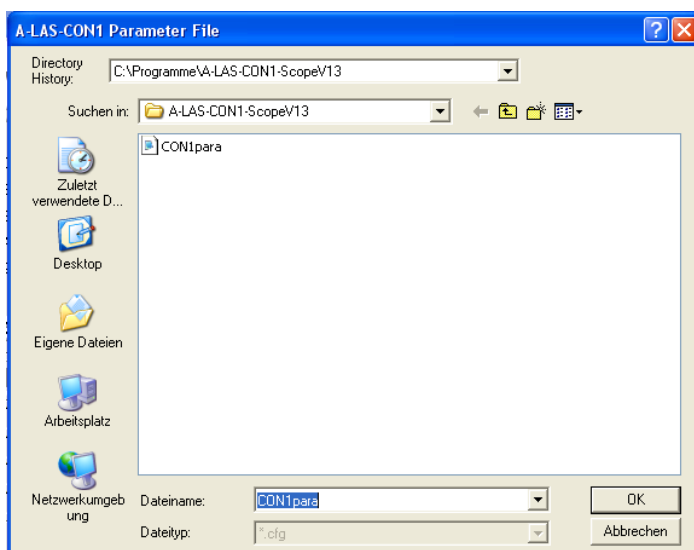 A-LAS-CON1 Parameter File
Directory
History:
C:\Programme\A-LAS-CON1-ScopeV13
Suchen in:
A-LAS-CON1-ScopeV13
CON1para
Zuletzt
verwendete D...
Desktop
Eigene Dateien
Arbeitsplatz
Netzwerkumgeb
ung
Dateiname:
CON1para
OK
Dateityp:
*.cfg
Abbrechen